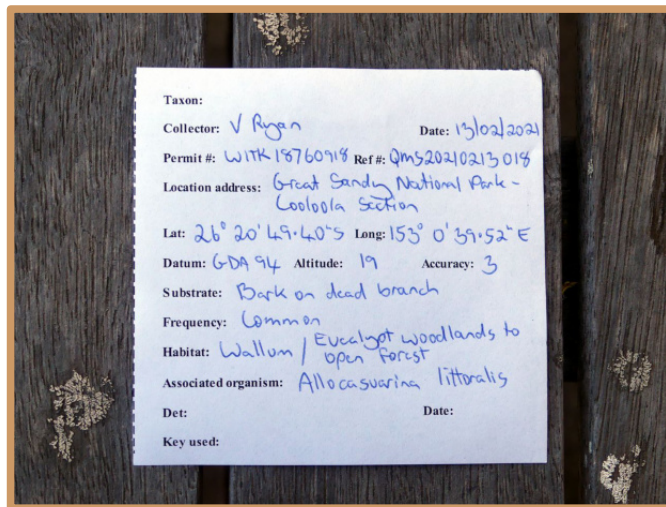 Taxon:
Collector: V Ryan Date: 13/02/2021
Permit #: WITK18760918 Ref #: QMS20210213018
Location address: Great Sandy National Park -
Cooloola Section
Lat: 26° 20' 49.40"S Long: 153° 0' 39.52" E
Datum: GDA 94 Altitude: 19 Accuracy: 3
Substrate: Bark on dead branch
Frequency: Common
Habitat: Wallum / Eucalypt woodlands to
open forest
Associated organism: Allocasuarina littoralis
Det: Date:
Key used: